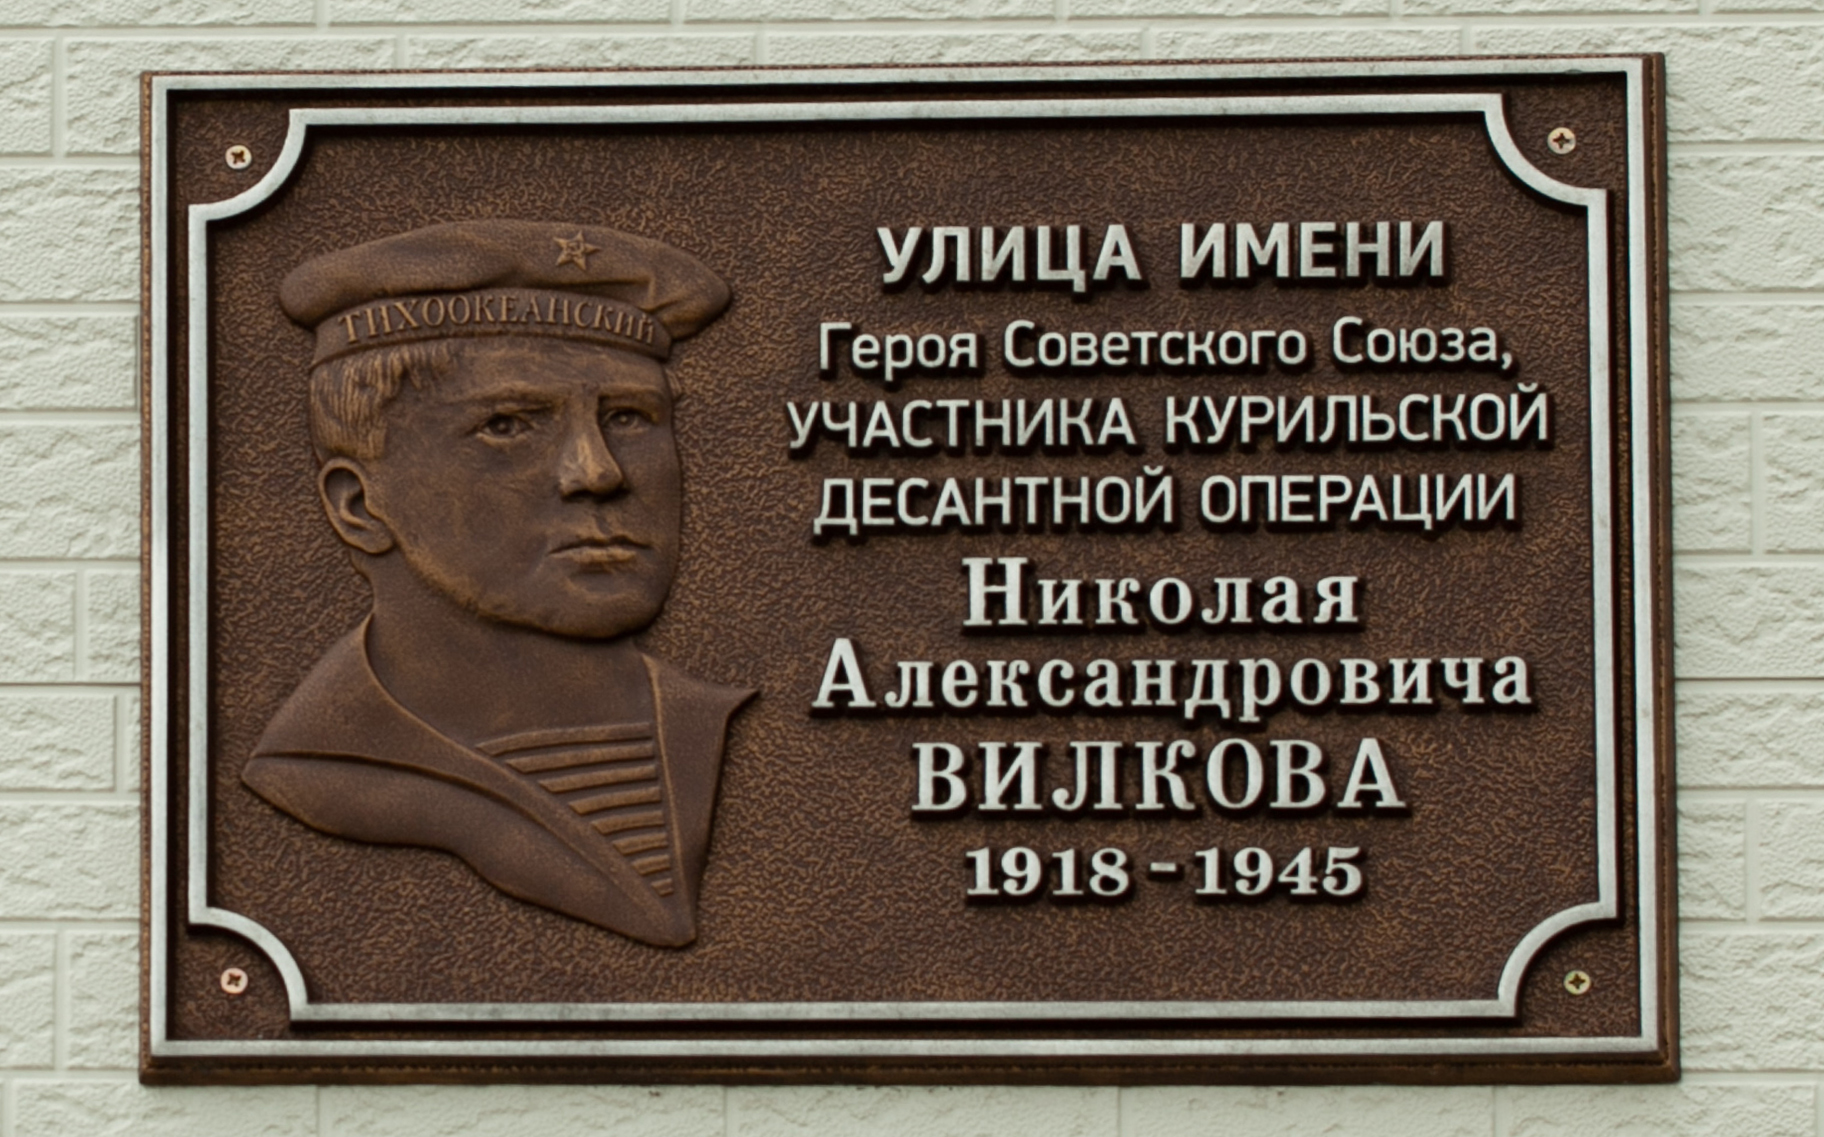 ТИХООКЕАНСКИЙ
УЛИЦА ИМЕНИ
Героя Советского Союза,
УЧАСТНИКА КУРИЛЬСКОЙ
ДЕСАНТНОЙ ОПЕРАЦИИ
Николая
Александровича
ВИЛКОВА
1918-1945